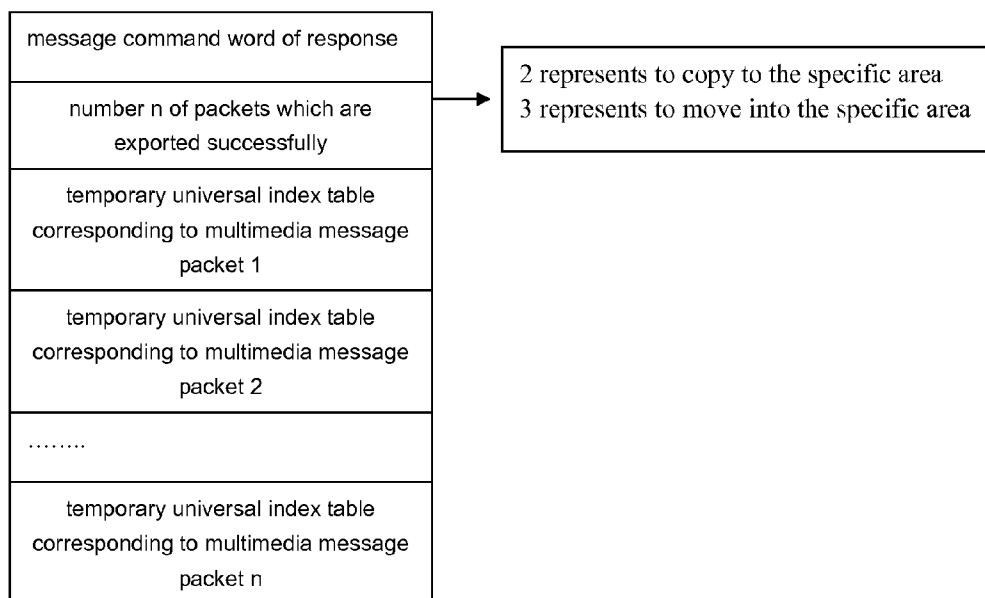 message command word of response
number n of packets which are
exported successfully
temporary universal index table
corresponding to multimedia message
packet 1
temporary universal index table
corresponding to multimedia message
packet 2
........
temporary universal index table
corresponding to multimedia message
packet n
2 represents to copy to the specific area
3 represents to move into the specific area